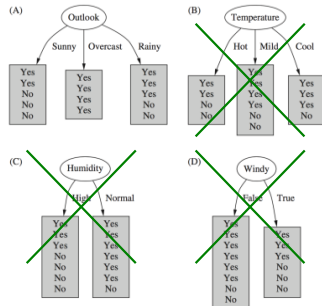 (A)
Outlook
Sunny
Overcast
Rainy
Yes
Yes
No
No
No
Yes
Yes
Yes
Yes
Yes
Yes
Yes
No
No
(B)
Temperature
Hot
Mild
Cool
Yes
Yes
No
No
Yes
Yes
Yes
Yes
No
No
Yes
Yes
Yes
No
(C)
Humidity
High
Normal
Yes
Yes
Yes
No
No
No
No
Yes
Yes
Yes
Yes
Yes
Yes
No
(D)
Windy
False
True
Yes
Yes
Yes
Yes
Yes
Yes
No
No
Yes
Yes
Yes
No
No
No